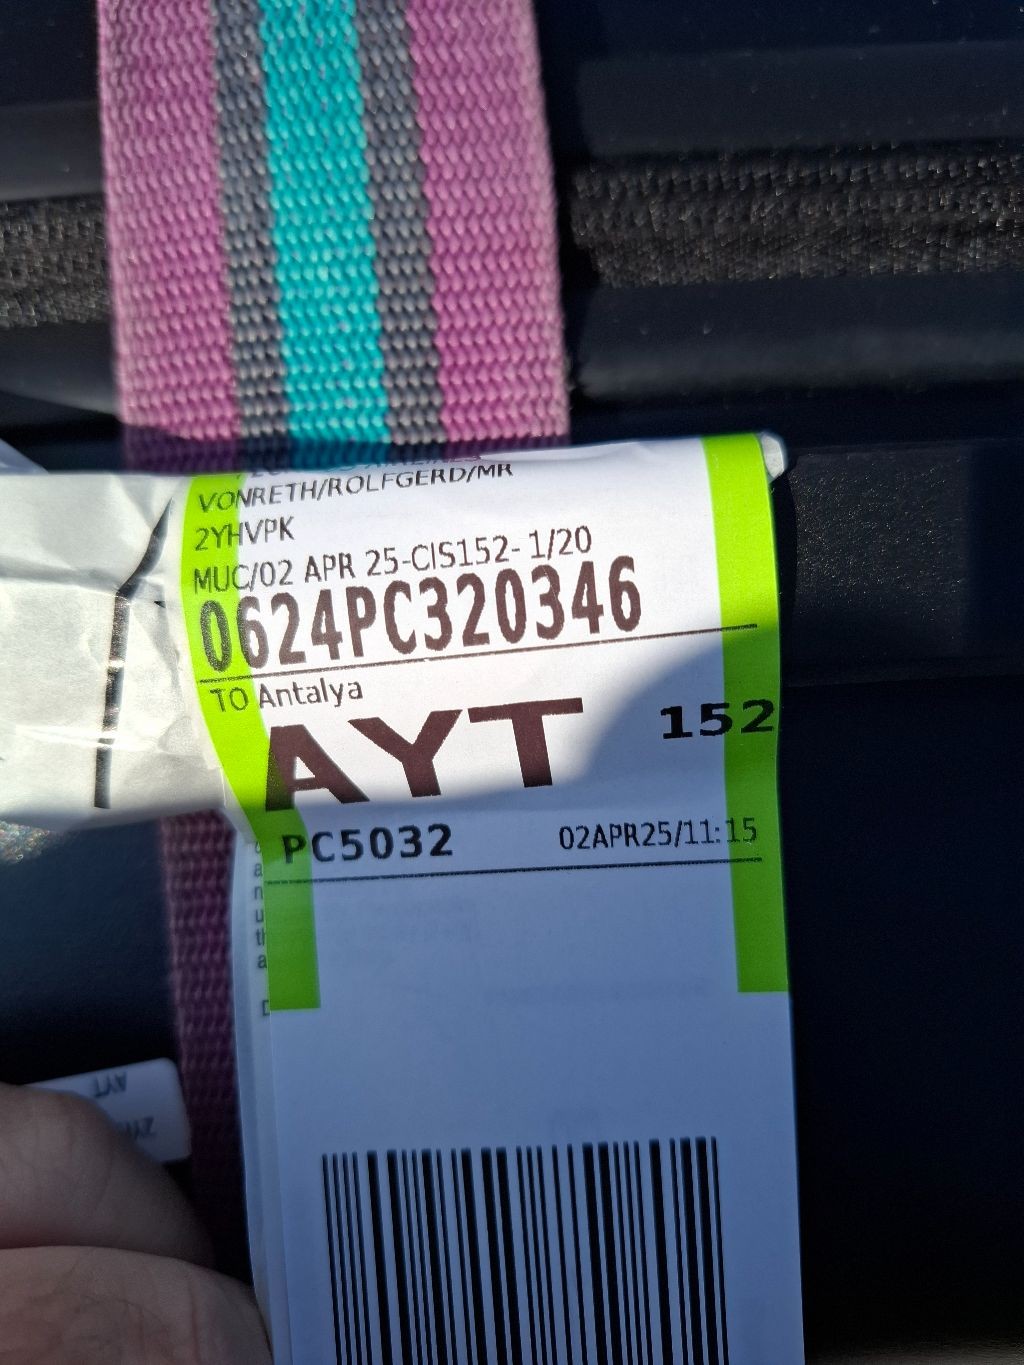 VONRETH/ROLFGERD/MR
2YHVPK
MUC/02 APR 25-CIS152- 1/20
0624PC320346
TO Antalya
AYT 152
PC5032 02APR25/11:15
AYT